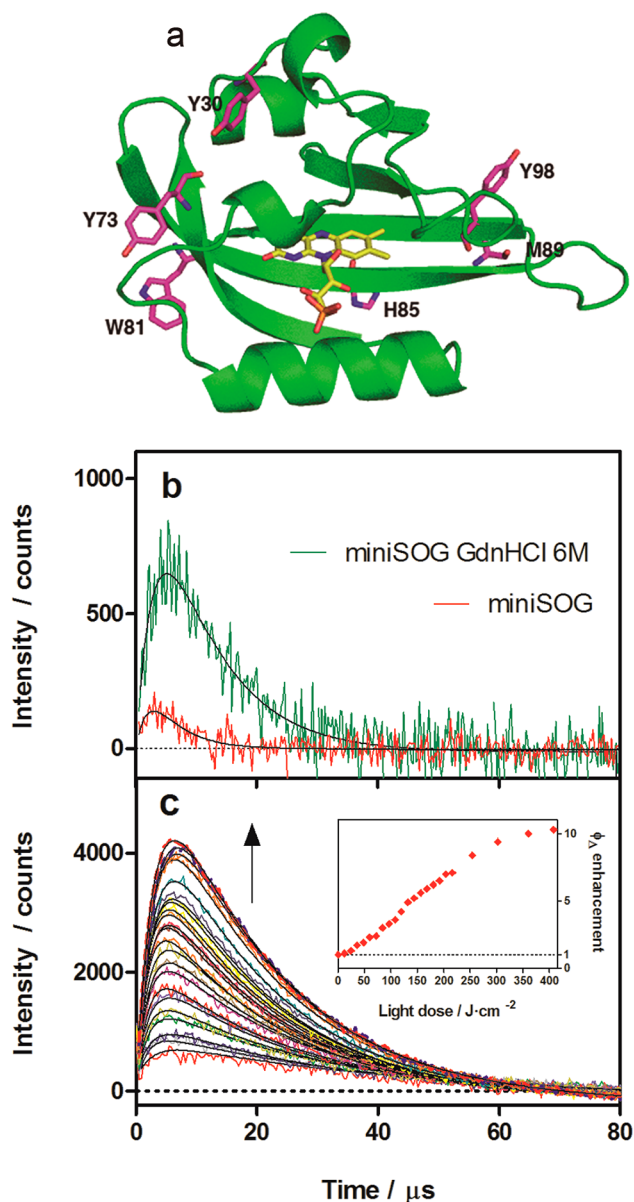 a
Y30
Y98
Y73
M89
W81
H85
b
1000
500
0
Intensity / counts
miniSOG GdnHCl 6M
miniSOG
c
4000
2000
0
Intensity / counts
10
5
1
0
ϕΔ enhancement
0 50 100 150 200 250 300 350 400
Light dose / J·cm -2
0 20 40 60 80
Time / μs